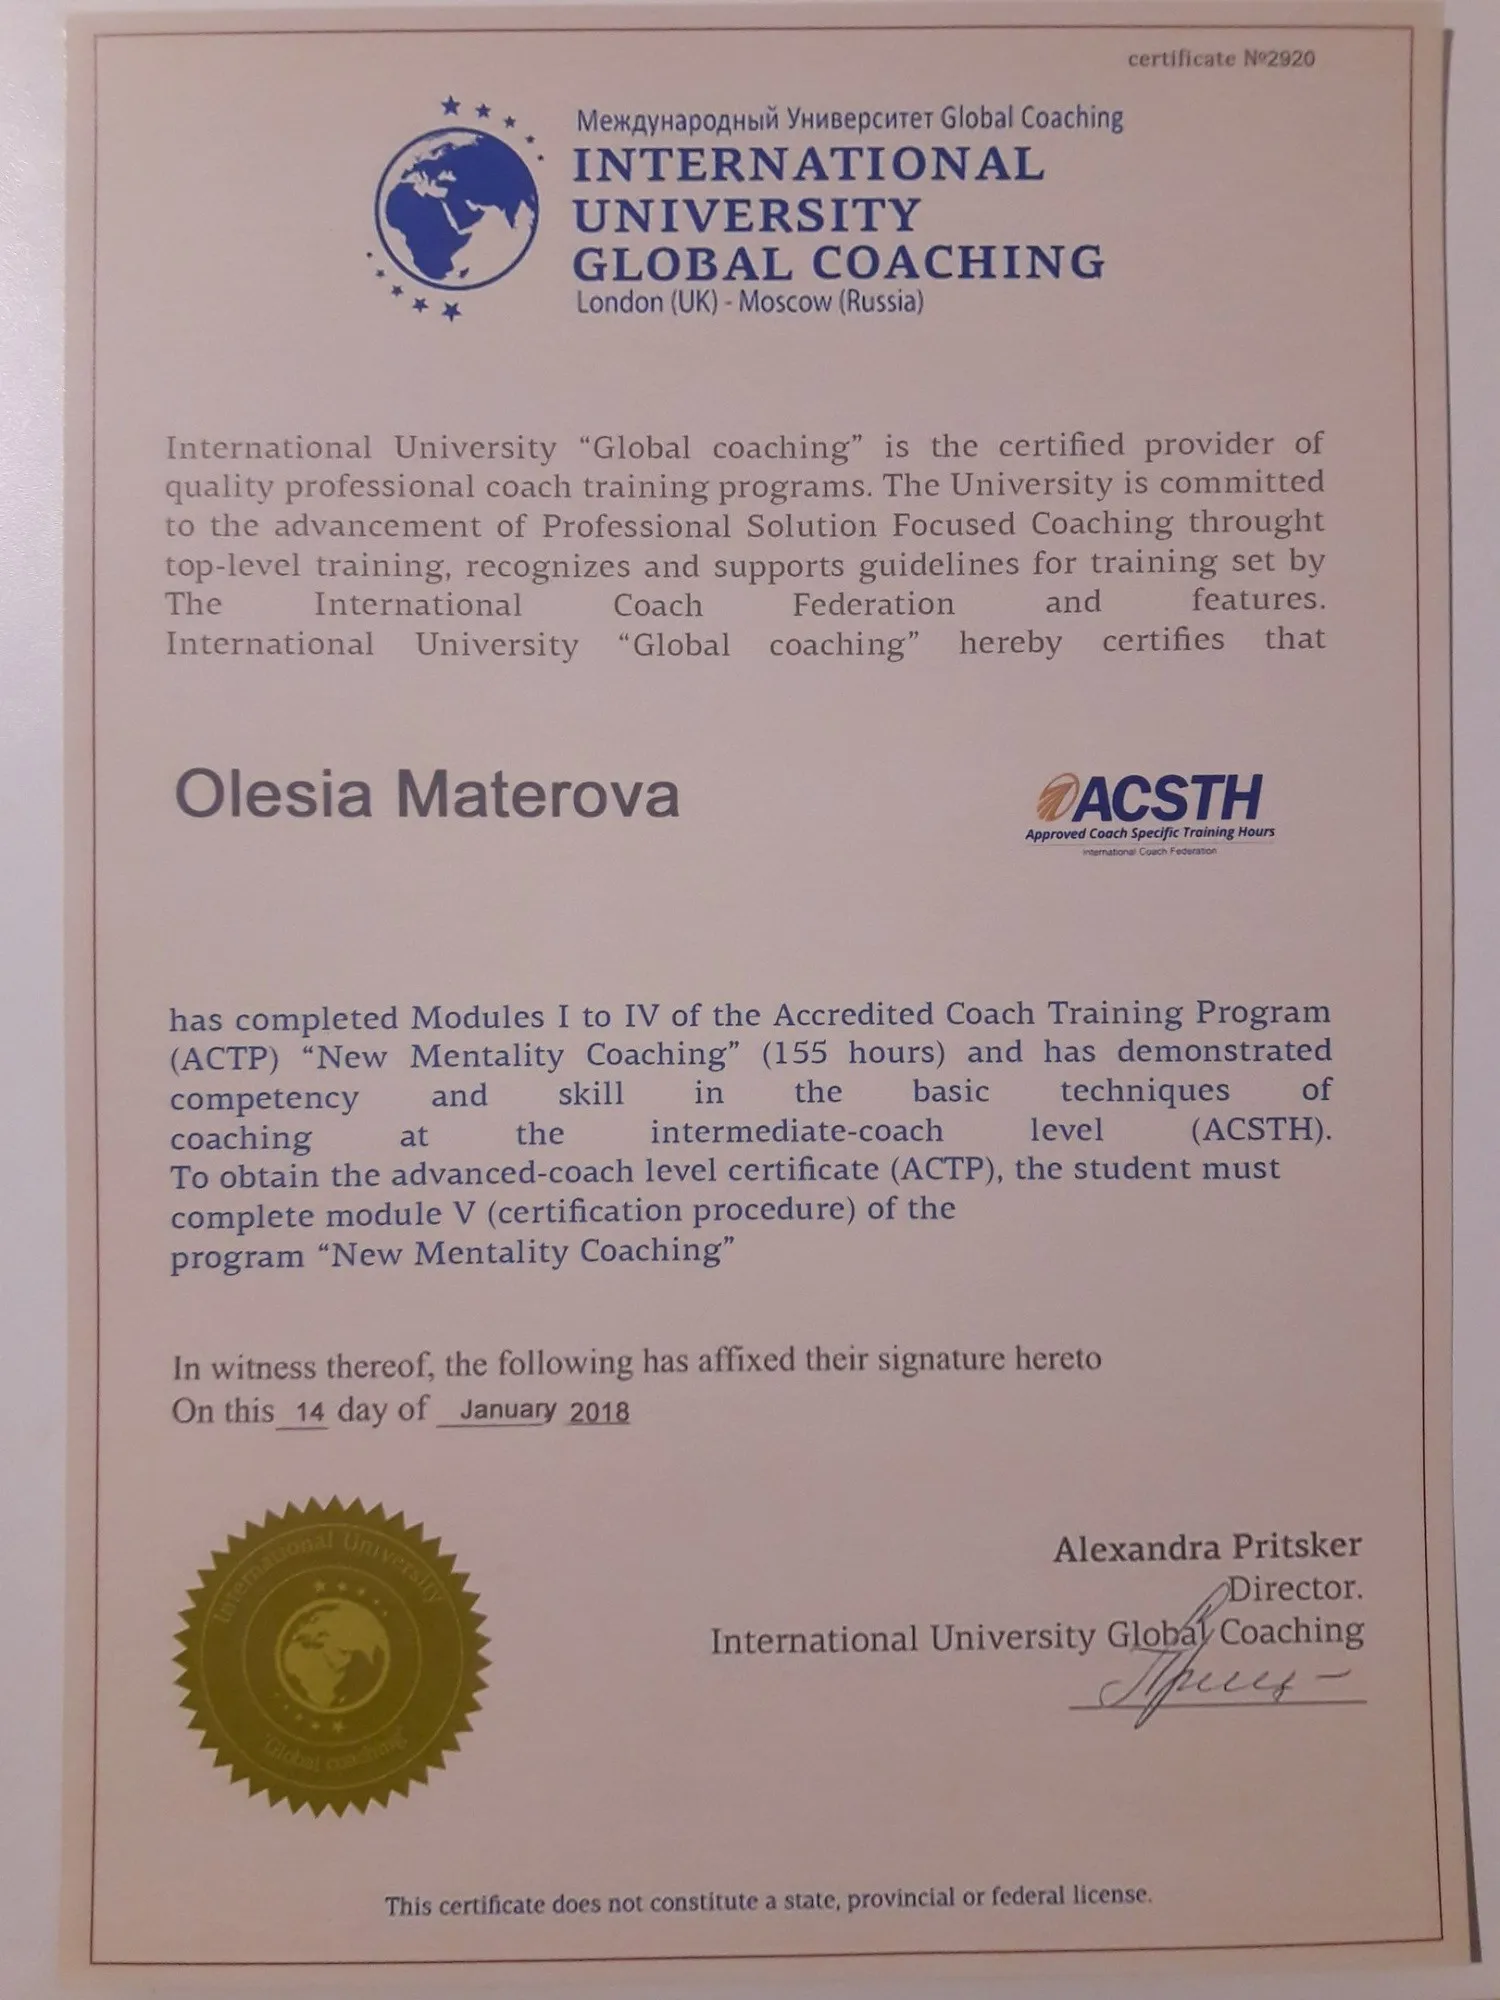 certificate №2920
Международный Университет Global Coaching
INTERNATIONAL
UNIVERSITY
GLOBAL COACHING
London (UK) - Moscow (Russia)
International University “Global coaching” is the certified provider of
quality professional coach training programs. The University is committed
to the advancement of Professional Solution Focused Coaching throught
top-level training, recognizes and supports guidelines for training set by
The International Coach Federation and features.
International University “Global coaching” hereby certifies that
Olesia Materova
ACSTH
Approved Coach Specific Training Hours
International Coach Federation
has completed Modules I to IV of the Accredited Coach Training Program
(ACTP) “New Mentality Coaching” (155 hours) and has demonstrated
competency and skill in the basic techniques of
coaching at the intermediate-coach level (ACSTH).
To obtain the advanced-coach level certificate (ACTP), the student must
complete module V (certification procedure) of the
program “New Mentality Coaching”
In witness thereof, the following has affixed their signature hereto
On this 14 day of January 2018
International University
"Global coaching"
Alexandra Pritsker
Director.
International University Global Coaching
This certificate does not constitute a state, provincial or federal license.